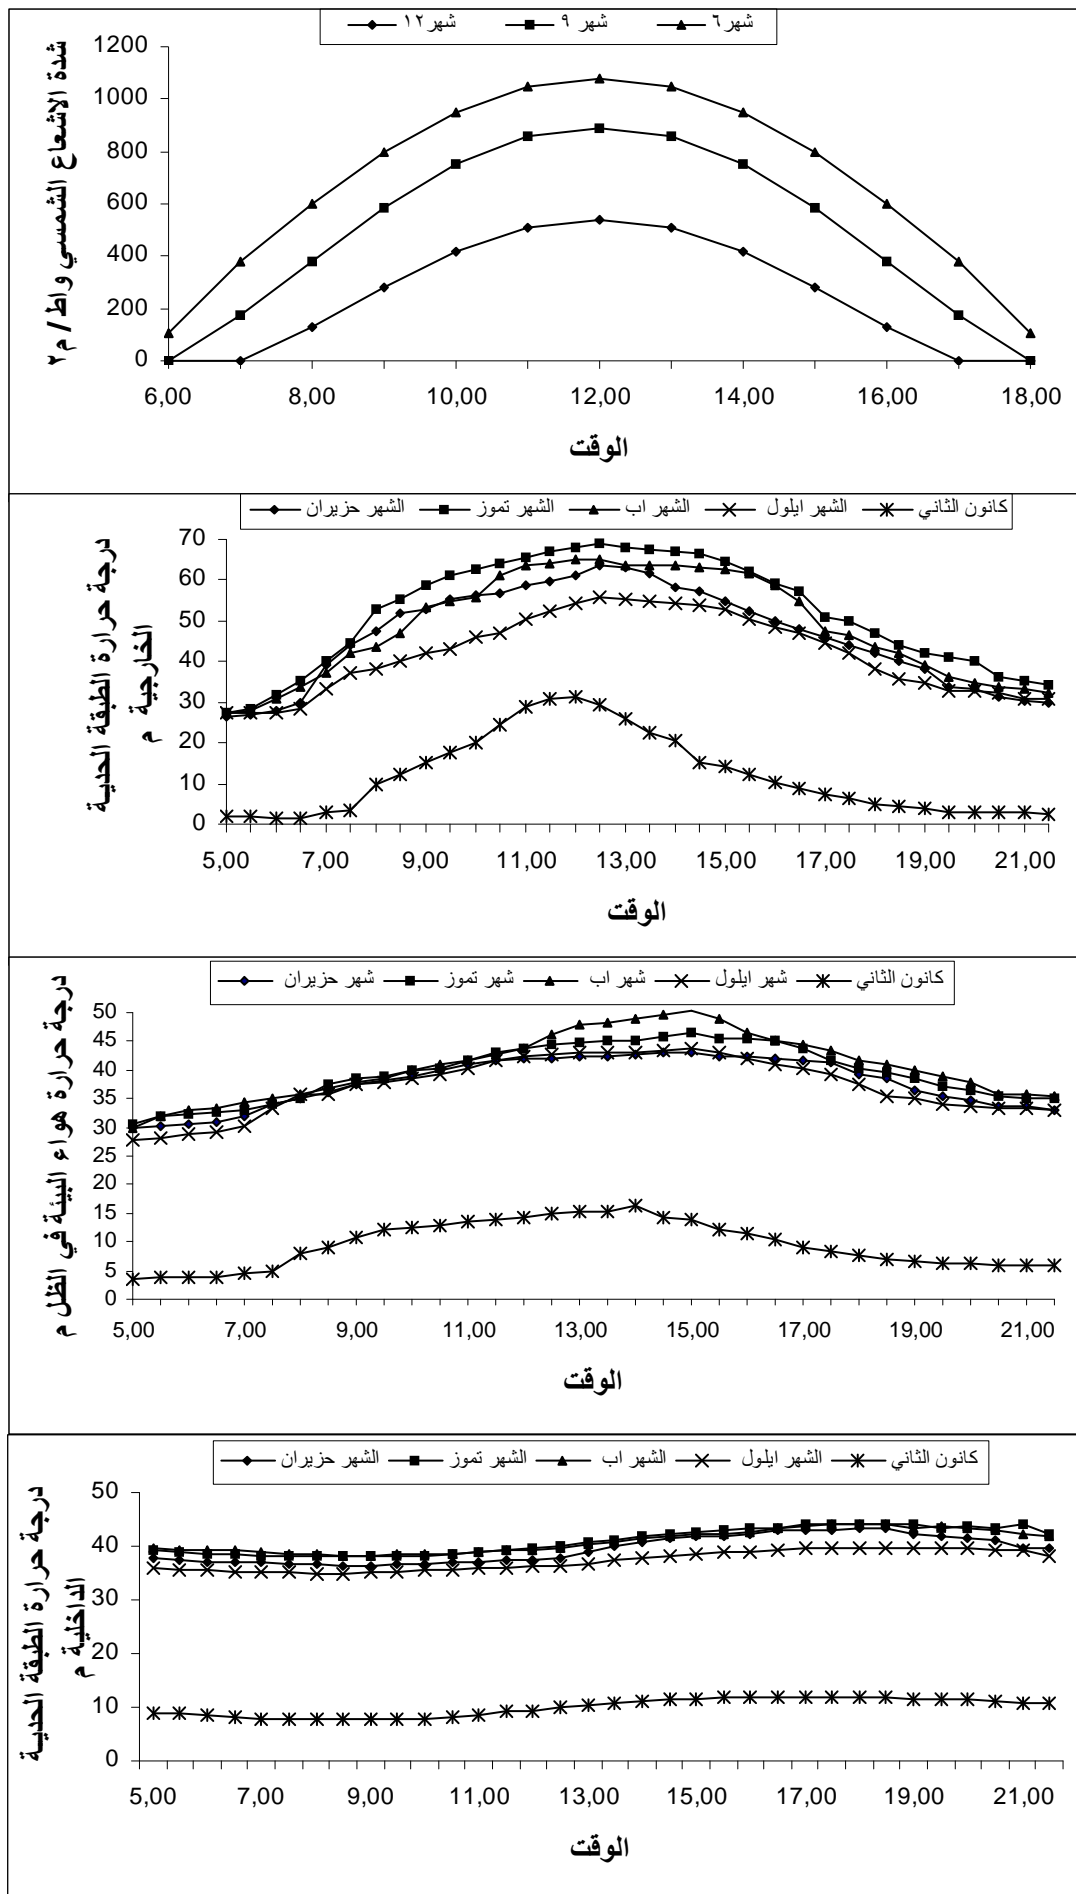 شهر ١٢ شهر ٩ شهر ٦
شدة الاشعاع الشمسي واط / م٢
1200
1000
800
600
400
200
0
6,00 8,00 10,00 12,00 14,00 16,00 18,00
الوقت
الشهر حزيران الشهر تموز الشهر اب الشهر ايلول كانون الثاني
درجة حرارة الطبقة الحدية
الخارجية م
70
60
50
40
30
20
10
0
5,00 7,00 9,00 11,00 13,00 15,00 17,00 19,00 21,00
الوقت
شهر حزيران شهر تموز شهر اب شهر ايلول كانون الثاني
درجة حرارة هواء البيئة في الظل م
50
45
40
35
30
25
20
15
10
5
0
5,00 7,00 9,00 11,00 13,00 15,00 17,00 19,00 21,00
الوقت
الشهر حزيران الشهر تموز الشهر اب الشهر ايلول كانون الثاني
درجة حرارة الطبقة الحدية
الداخلية م
50
40
30
20
10
0
5,00 7,00 9,00 11,00 13,00 15,00 17,00 19,00 21,00
الوقت